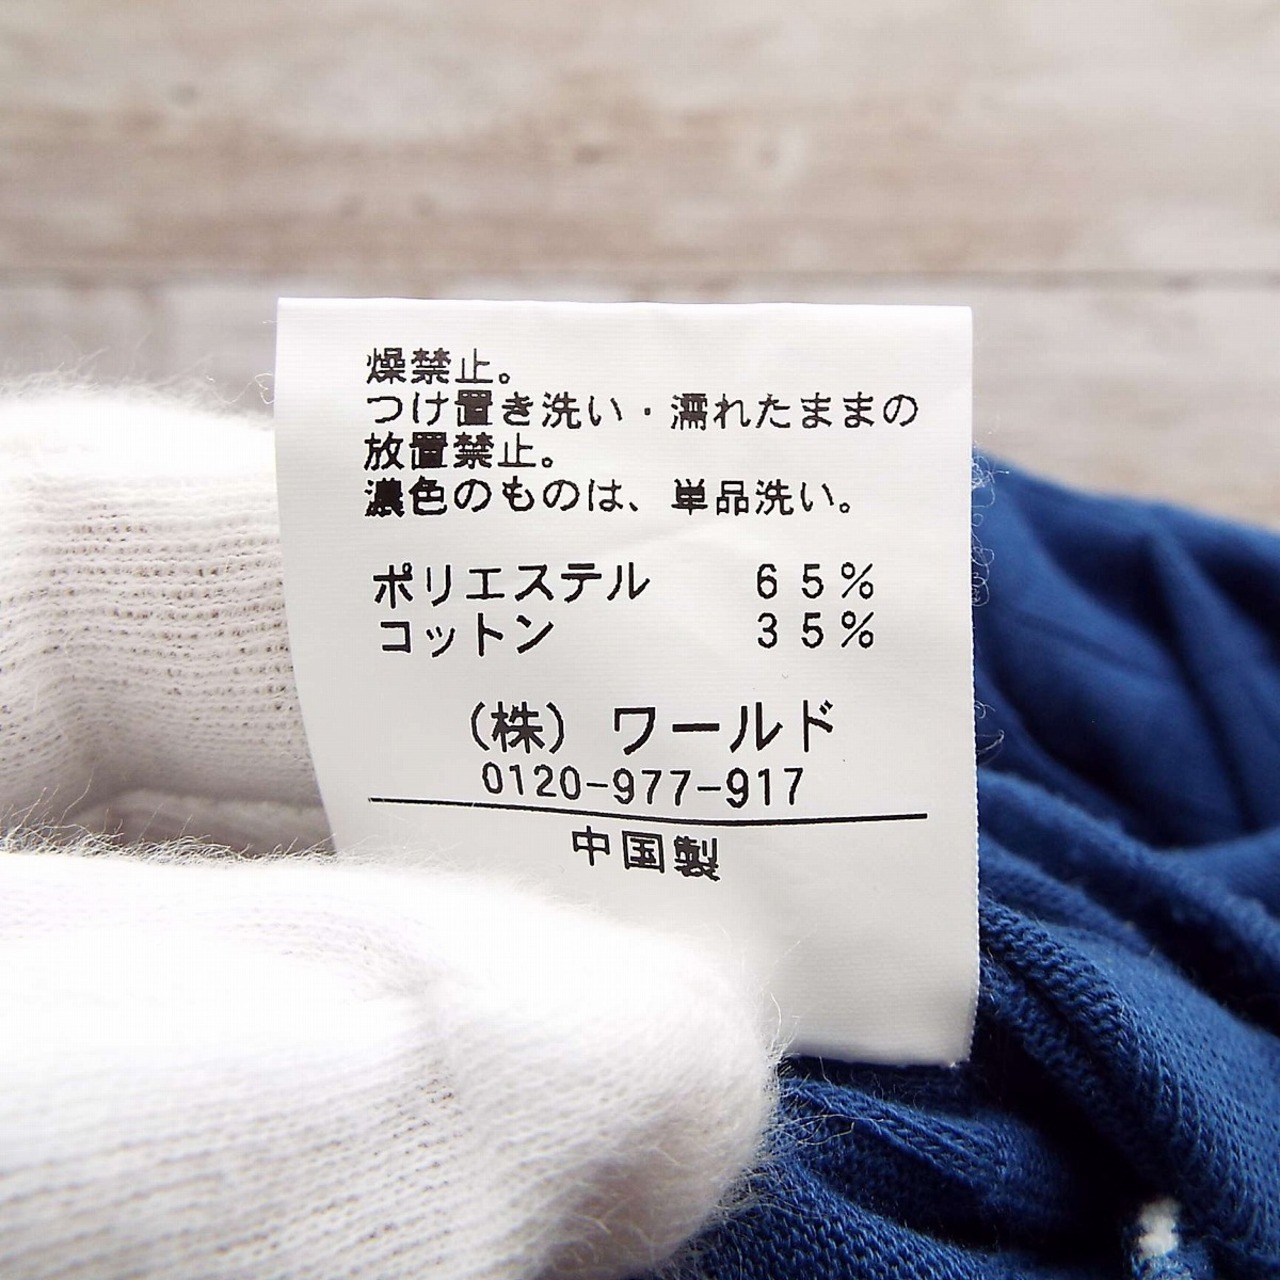 燥禁止。
つけ置き洗い・濡れたままの
放置禁止。
濃色のものは、単品洗い。
ポリエステル 65%
コットン 35%
(株) ワールド
0120-977-917
中国製